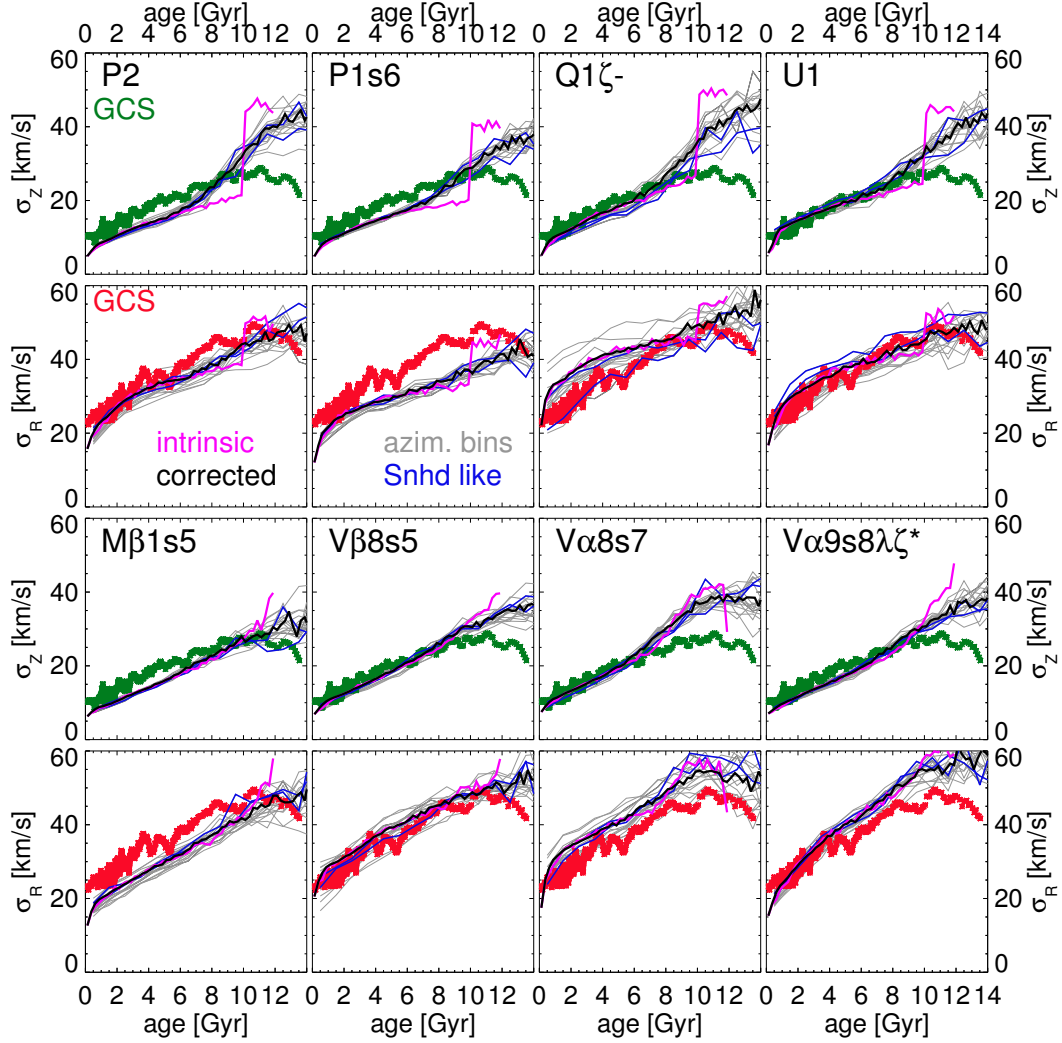 age [Gyr] age [Gyr] age [Gyr] age [Gyr]
0 2 4 6 8 10 12 0 2 4 6 8 10 12 0 2 4 6 8 10 12 0 2 4 6 8 10 12 14
60 P2 P1s6 Q1ζ- U1 60
GCS
40 40
σZ [km/s] σZ [km/s]
20 20
0 0
60 GCS 60
40 40
σR [km/s] σR [km/s]
20 intrinsic azim. bins 20
corrected Snhd like
0 0
60 Mβ1s5 Vβ8s5 Vα8s7 Vα9s8λζ* 60
40 40
σZ [km/s] σZ [km/s]
20 20
0 0
60 60
40 40
σR [km/s] σR [km/s]
20 20
0 0
0 2 4 6 8 10 12 0 2 4 6 8 10 12 0 2 4 6 8 10 12 0 2 4 6 8 10 12 14
age [Gyr] age [Gyr] age [Gyr] age [Gyr]